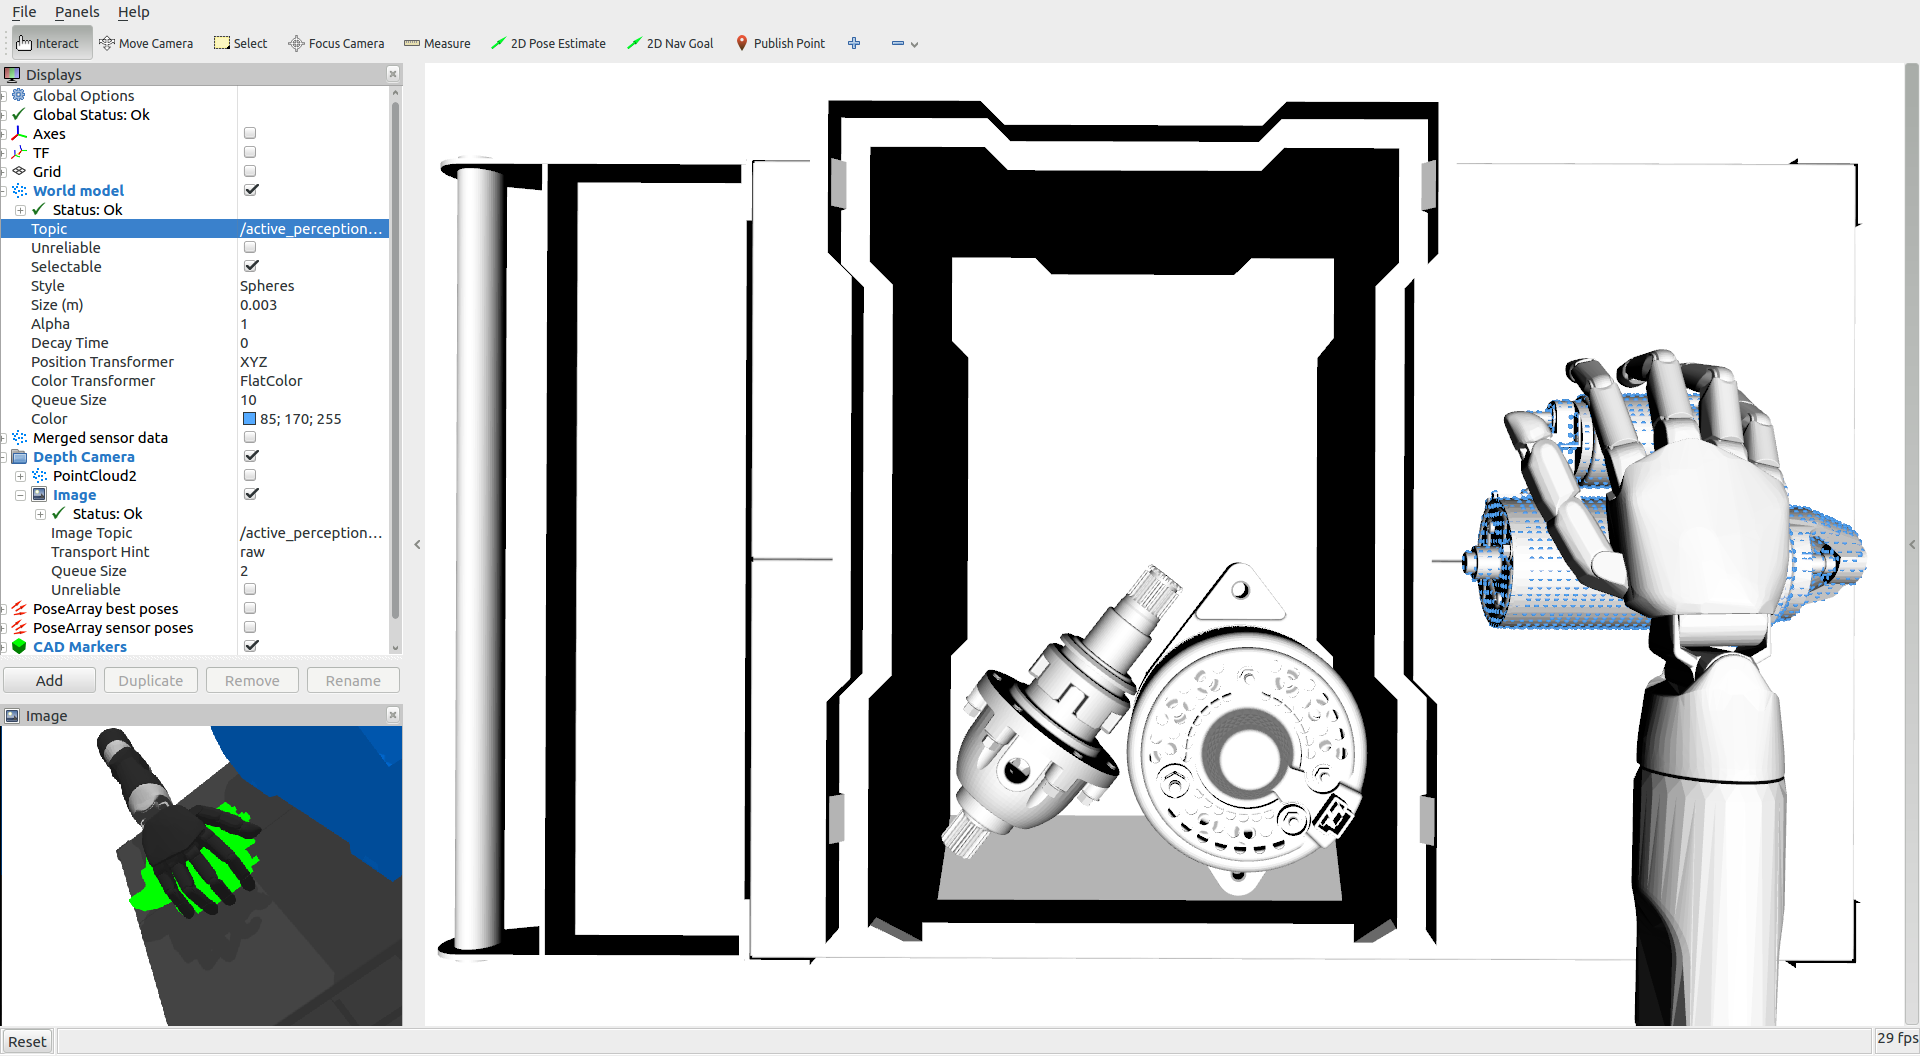 File Panels Help
Interact Move Camera Select Focus Camera Measure 2D Pose Estimate 2D Nav Goal Publish Point
Displays
Global Options
Global Status: Ok
Axes
TF
Grid
World model
Status: Ok
Topic /active_perception...
Unreliable
Selectable
Style Spheres
Size (m) 0.003
Alpha 1
Decay Time 0
Position Transformer XYZ
Color Transformer FlatColor
Queue Size 10
Color 85; 170; 255
Merged sensor data
Depth Camera
PointCloud2
Image
Status: Ok
Image Topic /active_perception...
Transport Hint raw
Queue Size 2
Unreliable
PoseArray best poses
PoseArray sensor poses
CAD Markers
Add Duplicate Remove Rename
Image
Reset
29 fps